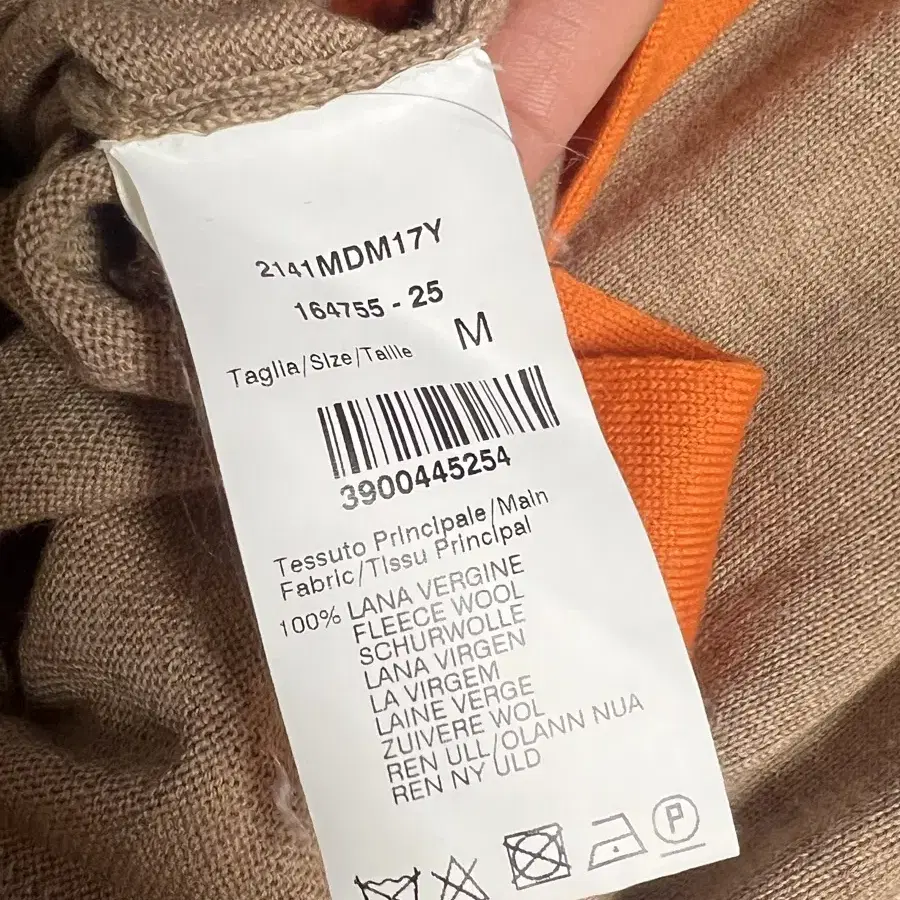 2141MDM17Y
164755 - 25
Taglia/Size/Taille M
3900445254
Tessuto Principale/Main
Fabric/Tissu Principal
100% LANA VERGINE
FLEECE WOOL
SCHURWOLLE
LANA VIRGEN
LA VIRGEM
LAINE VERGE
ZUIVERE WOL
REN ULL/OLANN NUA
REN NY ULD
P